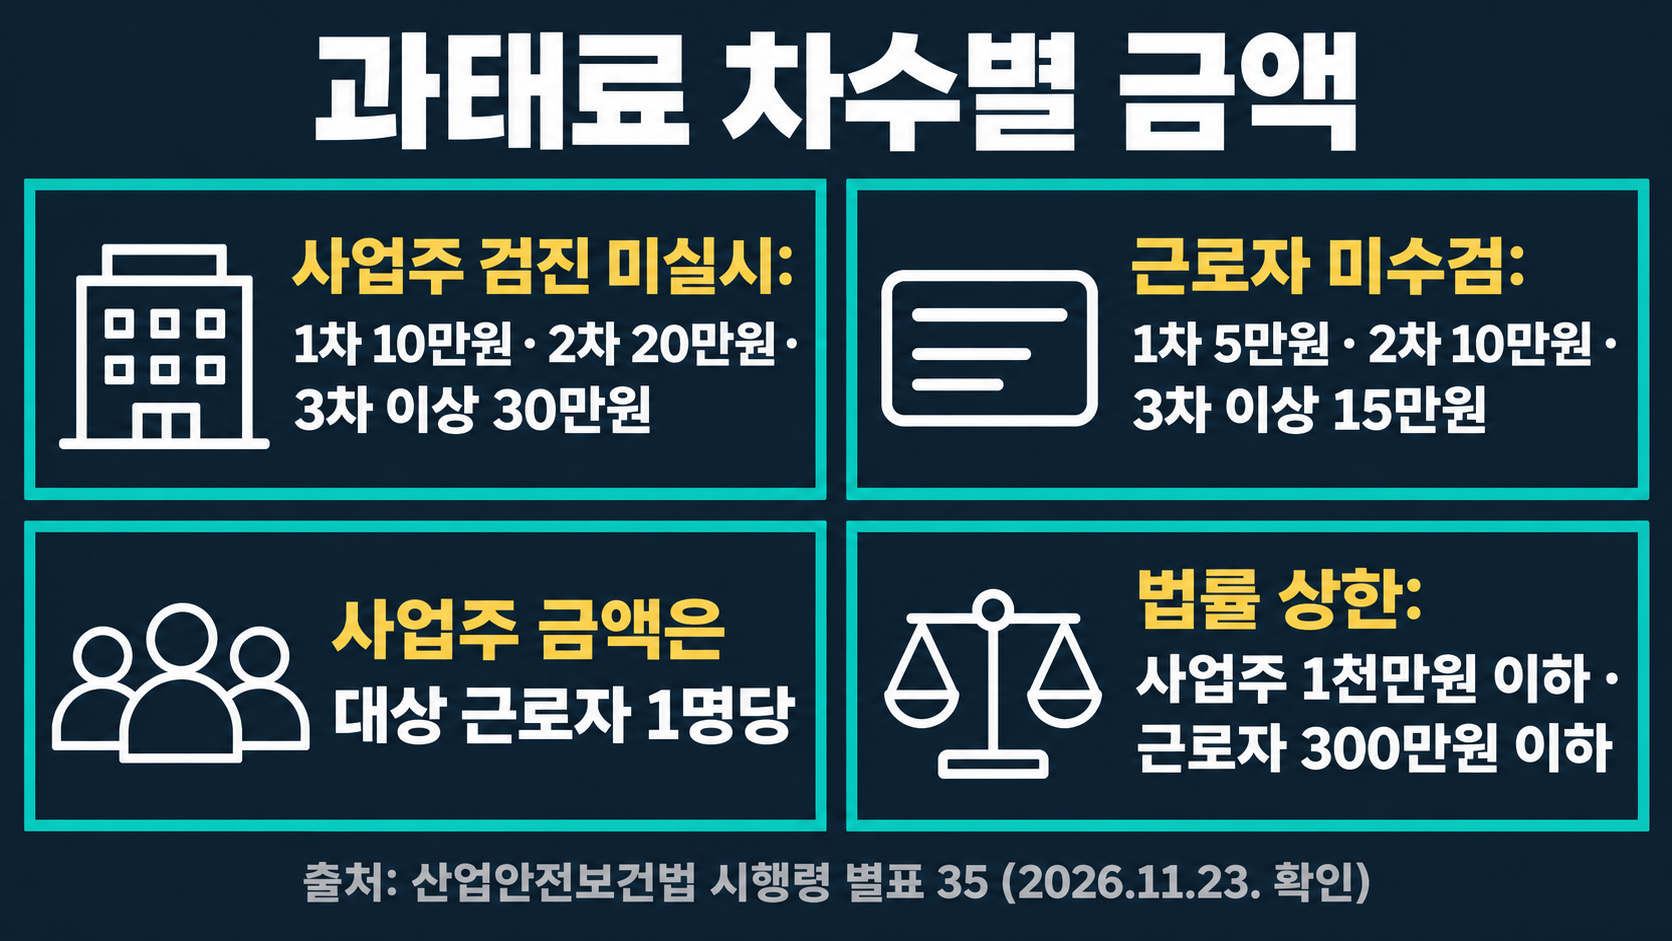 과태료 차수별 금액
사업주 검진 미실시:
1차 10만원 · 2차 20만원 ·
3차 이상 30만원
근로자 미수검:
1차 5만원 · 2차 10만원 ·
3차 이상 15만원
사업주 금액은
대상 근로자 1명당
법률 상한:
사업주 1천만원 이하 ·
근로자 300만원 이하
출처: 산업안전보건법 시행령 별표 35 (2026.11.23. 확인)